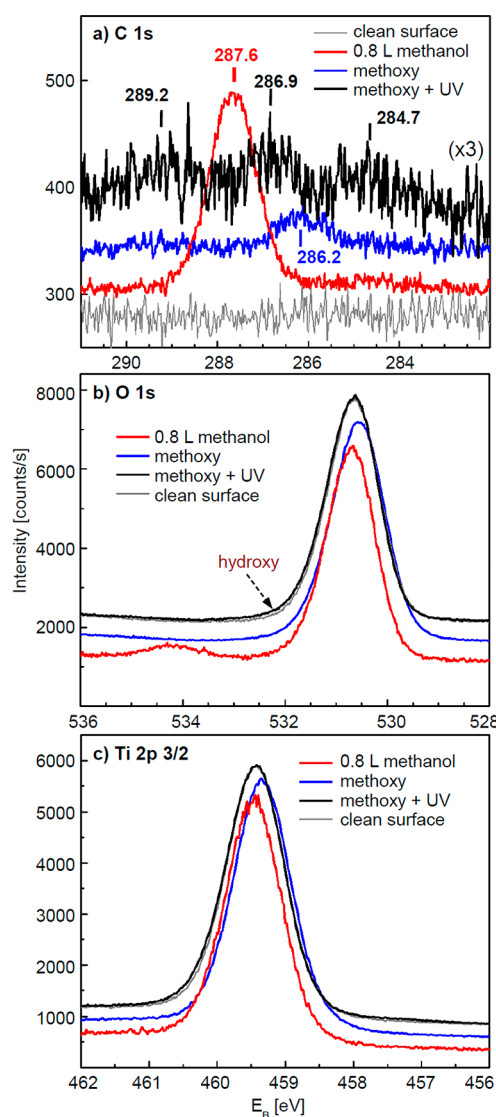 a) C 1s
clean surface
0.8 L methanol
methoxy
methoxy + UV
287.6
289.2
286.9
284.7
(x3)
286.2
500
400
300
290 288 286 284
b) O 1s
0.8 L methanol
methoxy
methoxy + UV
clean surface
hydroxy
Intensity [counts/s]
8000
6000
4000
2000
536 534 532 530 528
c) Ti 2p 3/2
0.8 L methanol
methoxy
methoxy + UV
clean surface
6000
5000
4000
3000
2000
1000
462 461 460 459 458 457 456
E_B [eV]